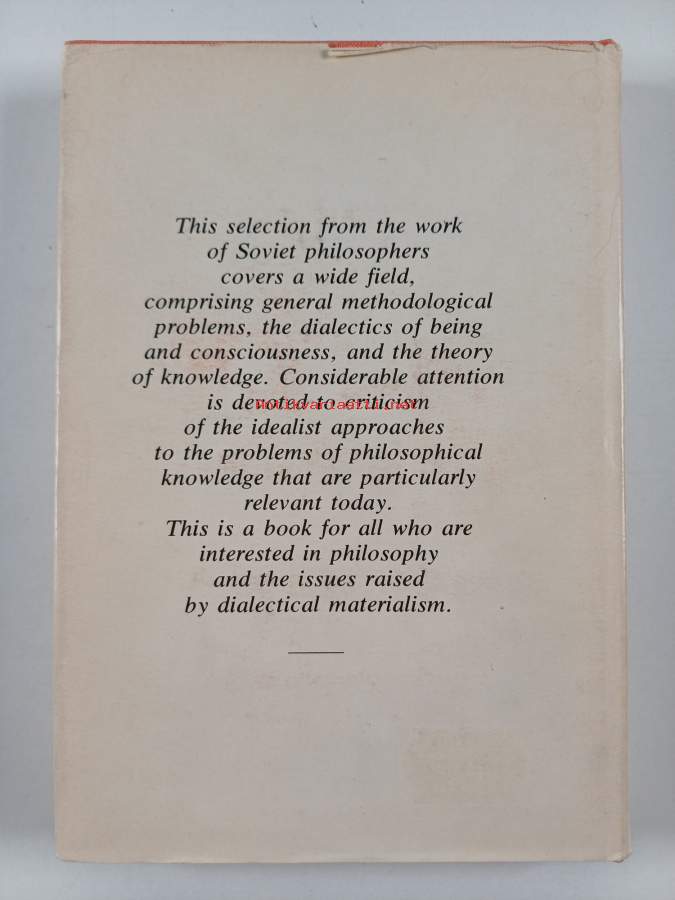 This selection from the work
of Soviet philosophers
covers a wide field,
comprising general methodological
problems, the dialectics of being
and consciousness, and the theory
of knowledge. Considerable attention
is devoted to criticism
of the idealist approaches
to the problems of philosophical
knowledge that are particularly
relevant today.
This is a book for all who are
interested in philosophy
and the issues raised
by dialectical materialism.